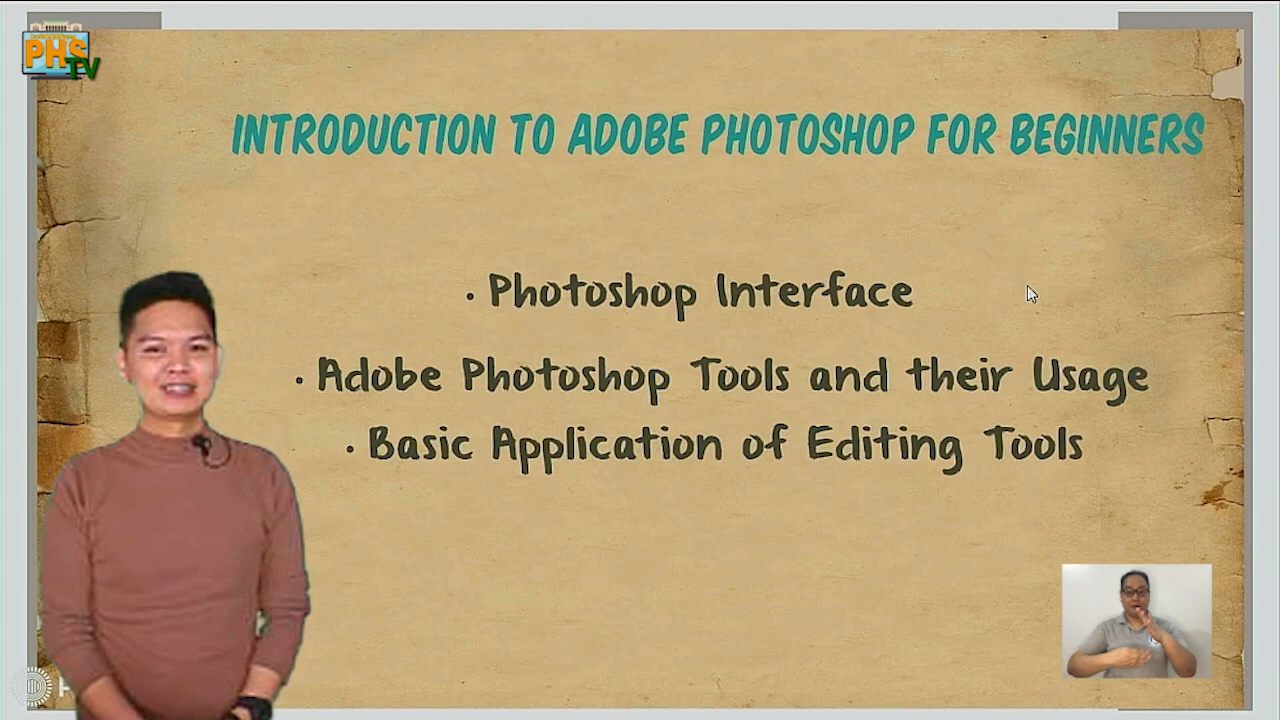 PHS
TV
INTRODUCTION TO ADOBE PHOTOSHOP FOR BEGINNERS
• Photoshop Interface
• Adobe Photoshop Tools and their Usage
• Basic Application of Editing Tools